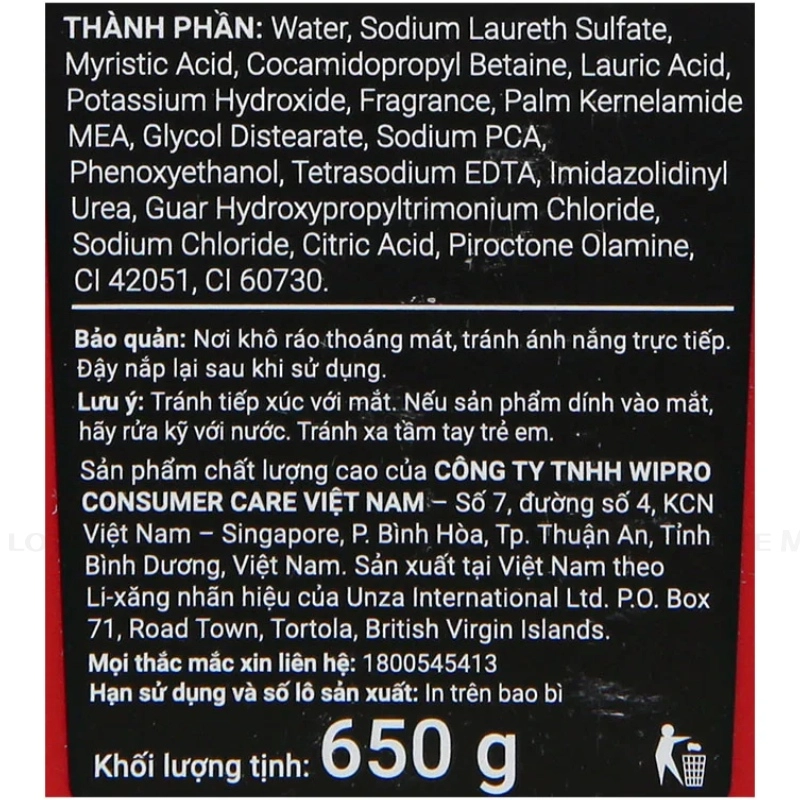 THÀNH PHẦN: Water, Sodium Laureth Sulfate,
Myristic Acid, Cocamidopropyl Betaine, Lauric Acid,
Potassium Hydroxide, Fragrance, Palm Kernelamide
MEA, Glycol Distearate, Sodium PCA,
Phenoxyethanol, Tetrasodium EDTA, Imidazolidinyl
Urea, Guar Hydroxypropyltrimonium Chloride,
Sodium Chloride, Citric Acid, Piroctone Olamine,
CI 42051, CI 60730.
Bảo quản: Nơi khô ráo thoáng mát, tránh ánh nắng trực tiếp.
Đậy nắp lại sau khi sử dụng.
Lưu ý: Tránh tiếp xúc với mắt. Nếu sản phẩm dính vào mắt,
hãy rửa kỹ với nước. Tránh xa tầm tay trẻ em.
Sản phẩm chất lượng cao của CÔNG TY TNHH WIPRO
CONSUMER CARE VIỆT NAM – Số 7, đường số 4, KCN
Việt Nam – Singapore, P. Bình Hòa, Tp. Thuận An, Tỉnh
Bình Dương, Việt Nam. Sản xuất tại Việt Nam theo
Li-xăng nhãn hiệu của Unza International Ltd. P.O. Box
71, Road Town, Tortola, British Virgin Islands.
Mọi thắc mắc xin liên hệ: 1800545413
Hạn sử dụng và số lô sản xuất: In trên bao bì
Khối lượng tịnh: 650 g